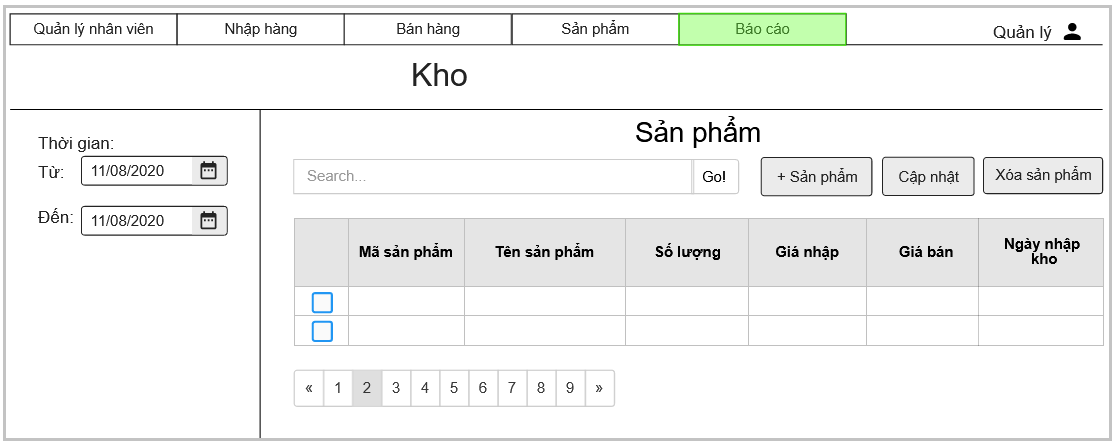 Quản lý nhân viên
Nhập hàng
Bán hàng
Sản phẩm
Báo cáo
Quản lý
Kho
Thời gian:
Từ: 11/08/2020
Đến: 11/08/2020
Sản phẩm
Search... Go!
+ Sản phẩm
Cập nhật
Xóa sản phẩm
Mã sản phẩm
Tên sản phẩm
Số lượng
Giá nhập
Giá bán
Ngày nhập
kho
« 1 2 3 4 5 6 7 8 9 »